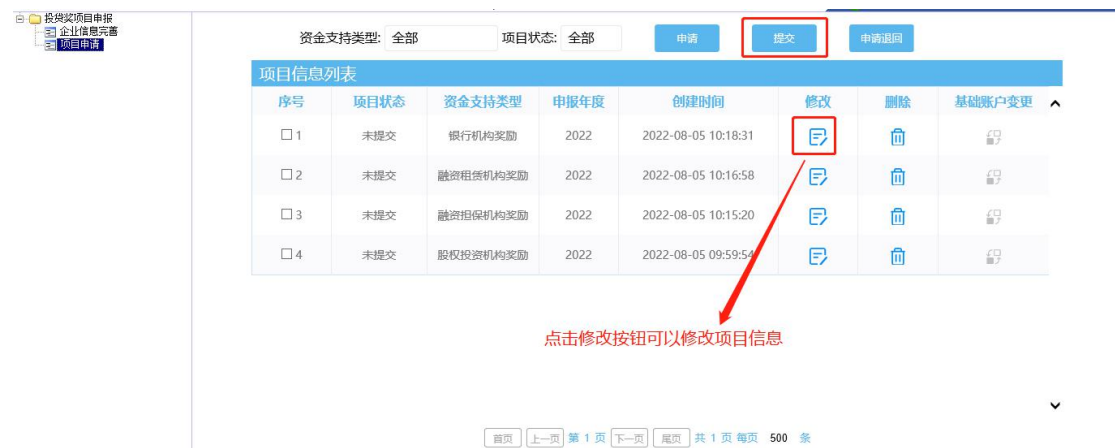 投贷奖项目申报
企业信息完善
项目申请
资金支持类型: 全部 项目状态: 全部 申请 提交 申请退回
项目信息列表
序号 项目状态 资金支持类型 申报年度 创建时间 修改 删除 基础账户变更
1 未提交 银行机构奖励 2022 2022-08-05 10:18:31
2 未提交 融资租赁机构奖励 2022 2022-08-05 10:16:58
3 未提交 融资担保机构奖励 2022 2022-08-05 10:15:20
4 未提交 股权投资机构奖励 2022 2022-08-05 09:59:54
点击修改按钮可以修改项目信息
首页 上一页 第 1 页 下一页 尾页 共 1 页 每页 500 条